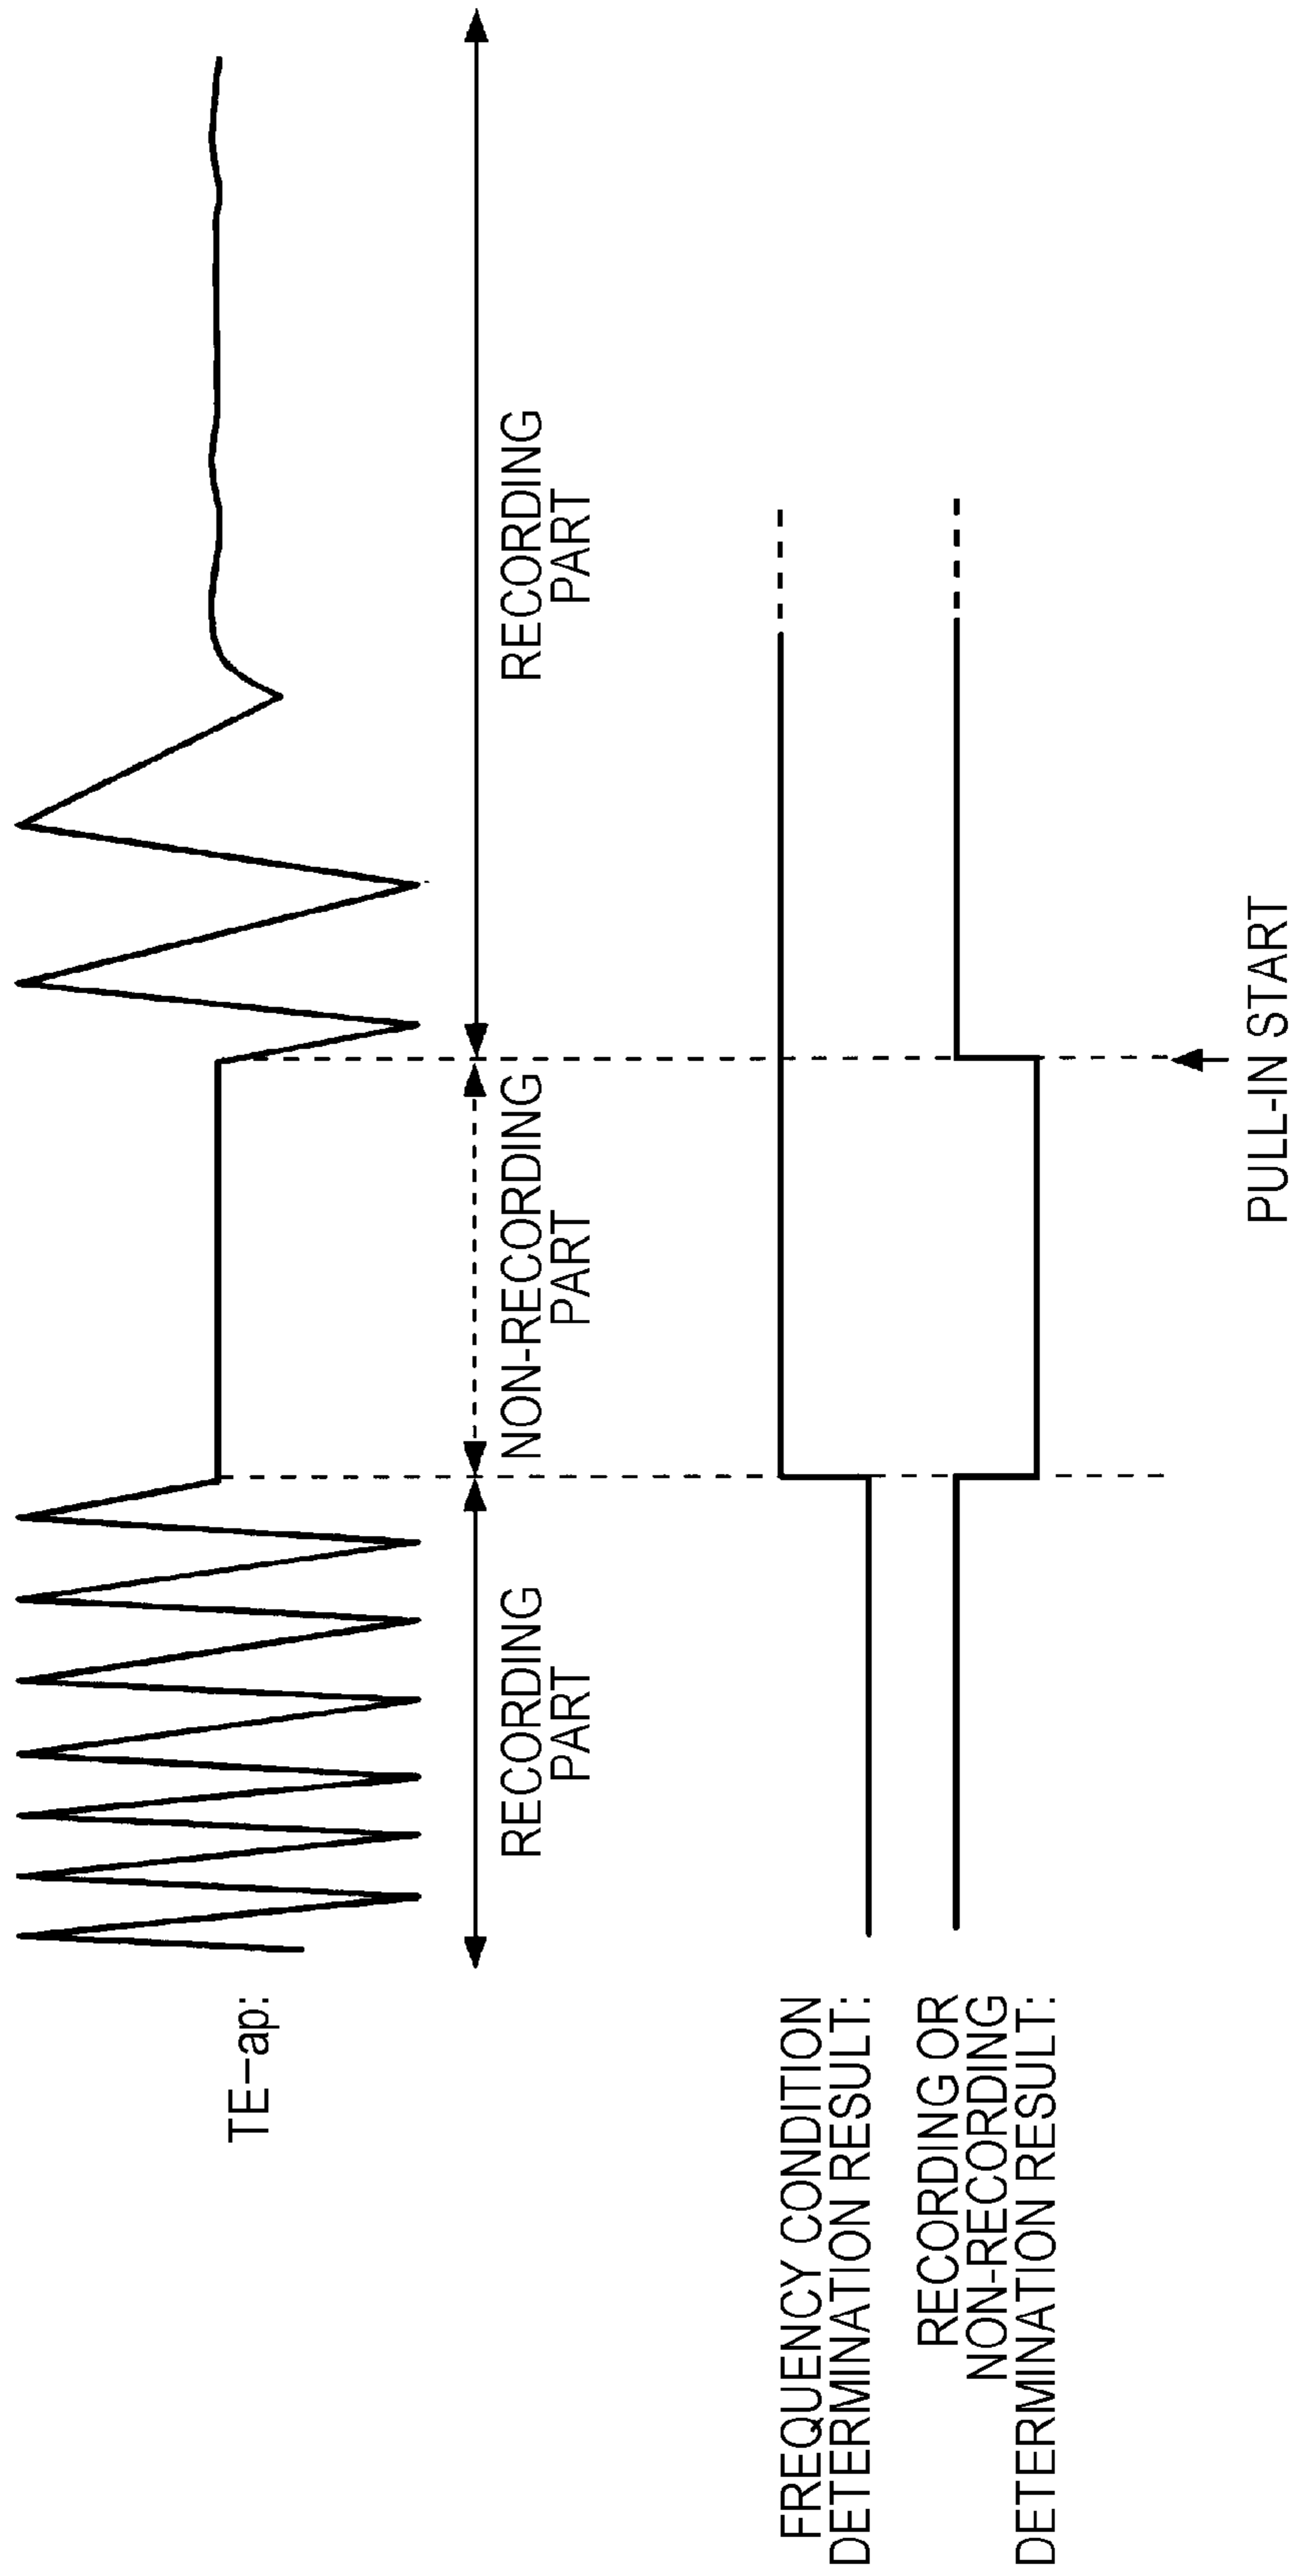 TE-ap:
RECORDING
PART
NON-RECORDING
PART
RECORDING
PART
FREQUENCY CONDITION
DETERMINATION RESULT:
RECORDING OR
NON-RECORDING
DETERMINATION RESULT:
PULL-IN START